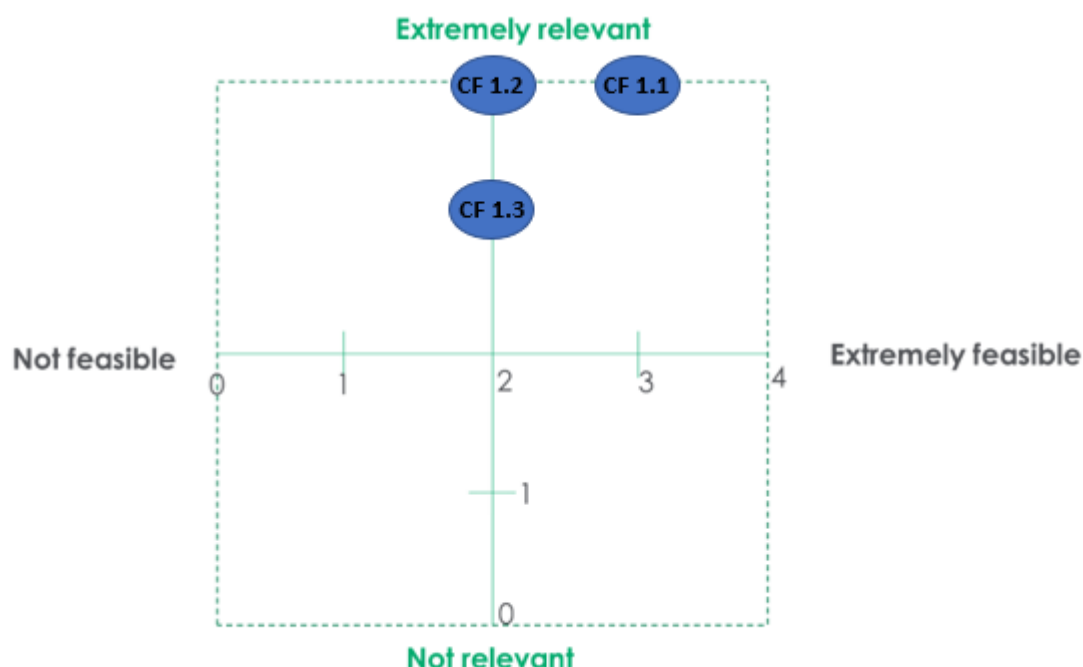 Extremely relevant
CF 1.2
CF 1.1
CF 1.3
Not feasible
Extremely feasible
0
1
2
3
4
1
0
Not relevant